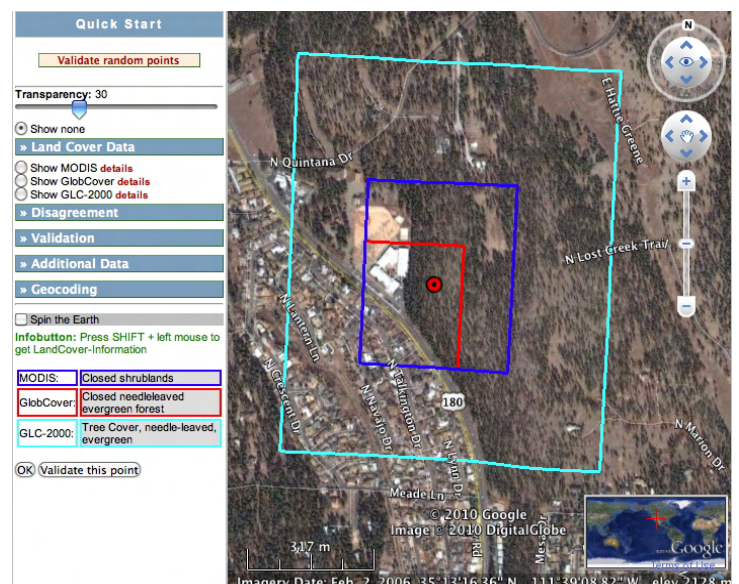 Quick Start
Validate random points
Transparency: 30
Show none
» Land Cover Data
Show MODIS details
Show GlobCover details
Show GLC-2000 details
» Disagreement
» Validation
» Additional Data
» Geocoding
Spin the Earth
Infobutton: Press SHIFT + left mouse to
get LandCover-Information
MODIS: Closed shrublands
GlobCover: Closed needleleaved
evergreen forest
GLC-2000: Tree Cover, needle-leaved,
evergreen
OK Validate this point
N
E Hattie Greene
N Quintana Dr
N Lost Creek Trail
N Lantern Ln
N Crescent Dr
N Talkington Dr
N Navajo Dr
N Lynn Dr
180
N Marion Dr
Meade Ln
© 2010 Google
Image © 2010 DigitalGlobe
317 m
Rd
©2010 Google
Terms of Use
Imagery Date: Feb 2, 2006 35°13'16.36" N 111°39'08.82" W elev 2128 m